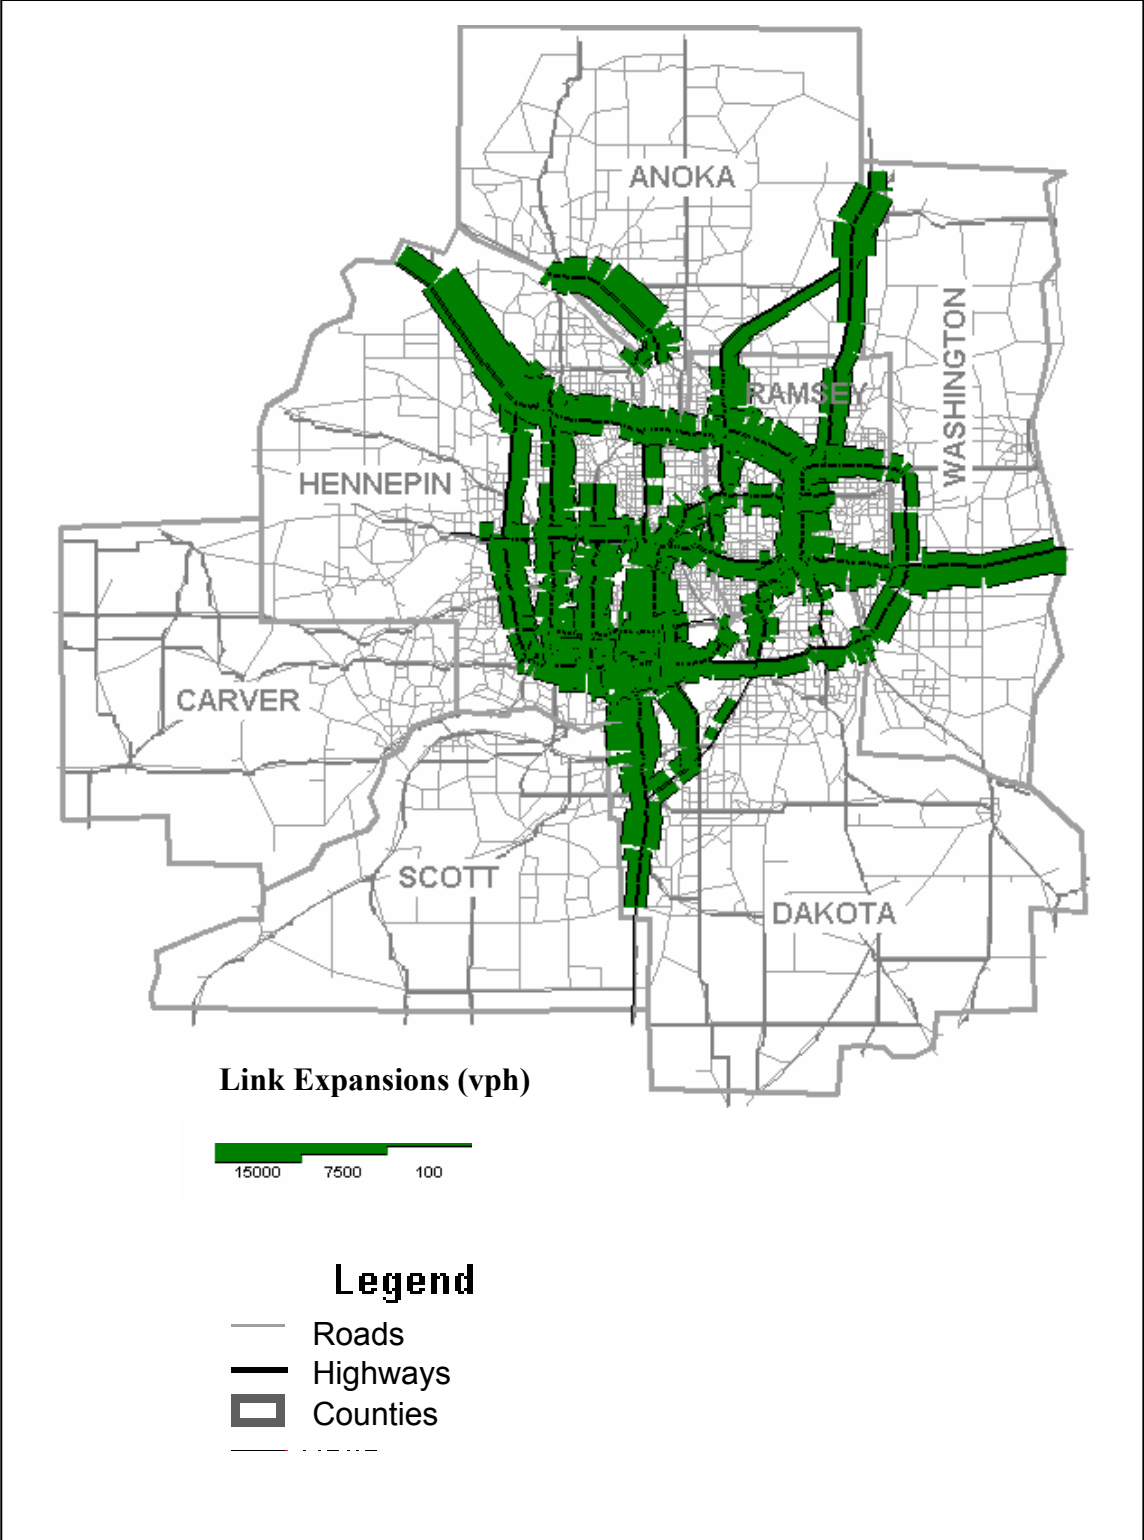 ANOKA
WASHINGTON
RAMSEY
HENNEPIN
CARVER
SCOTT
DAKOTA
Link Expansions (vph)
15000 7500 100
Legend
Roads
Highways
Counties